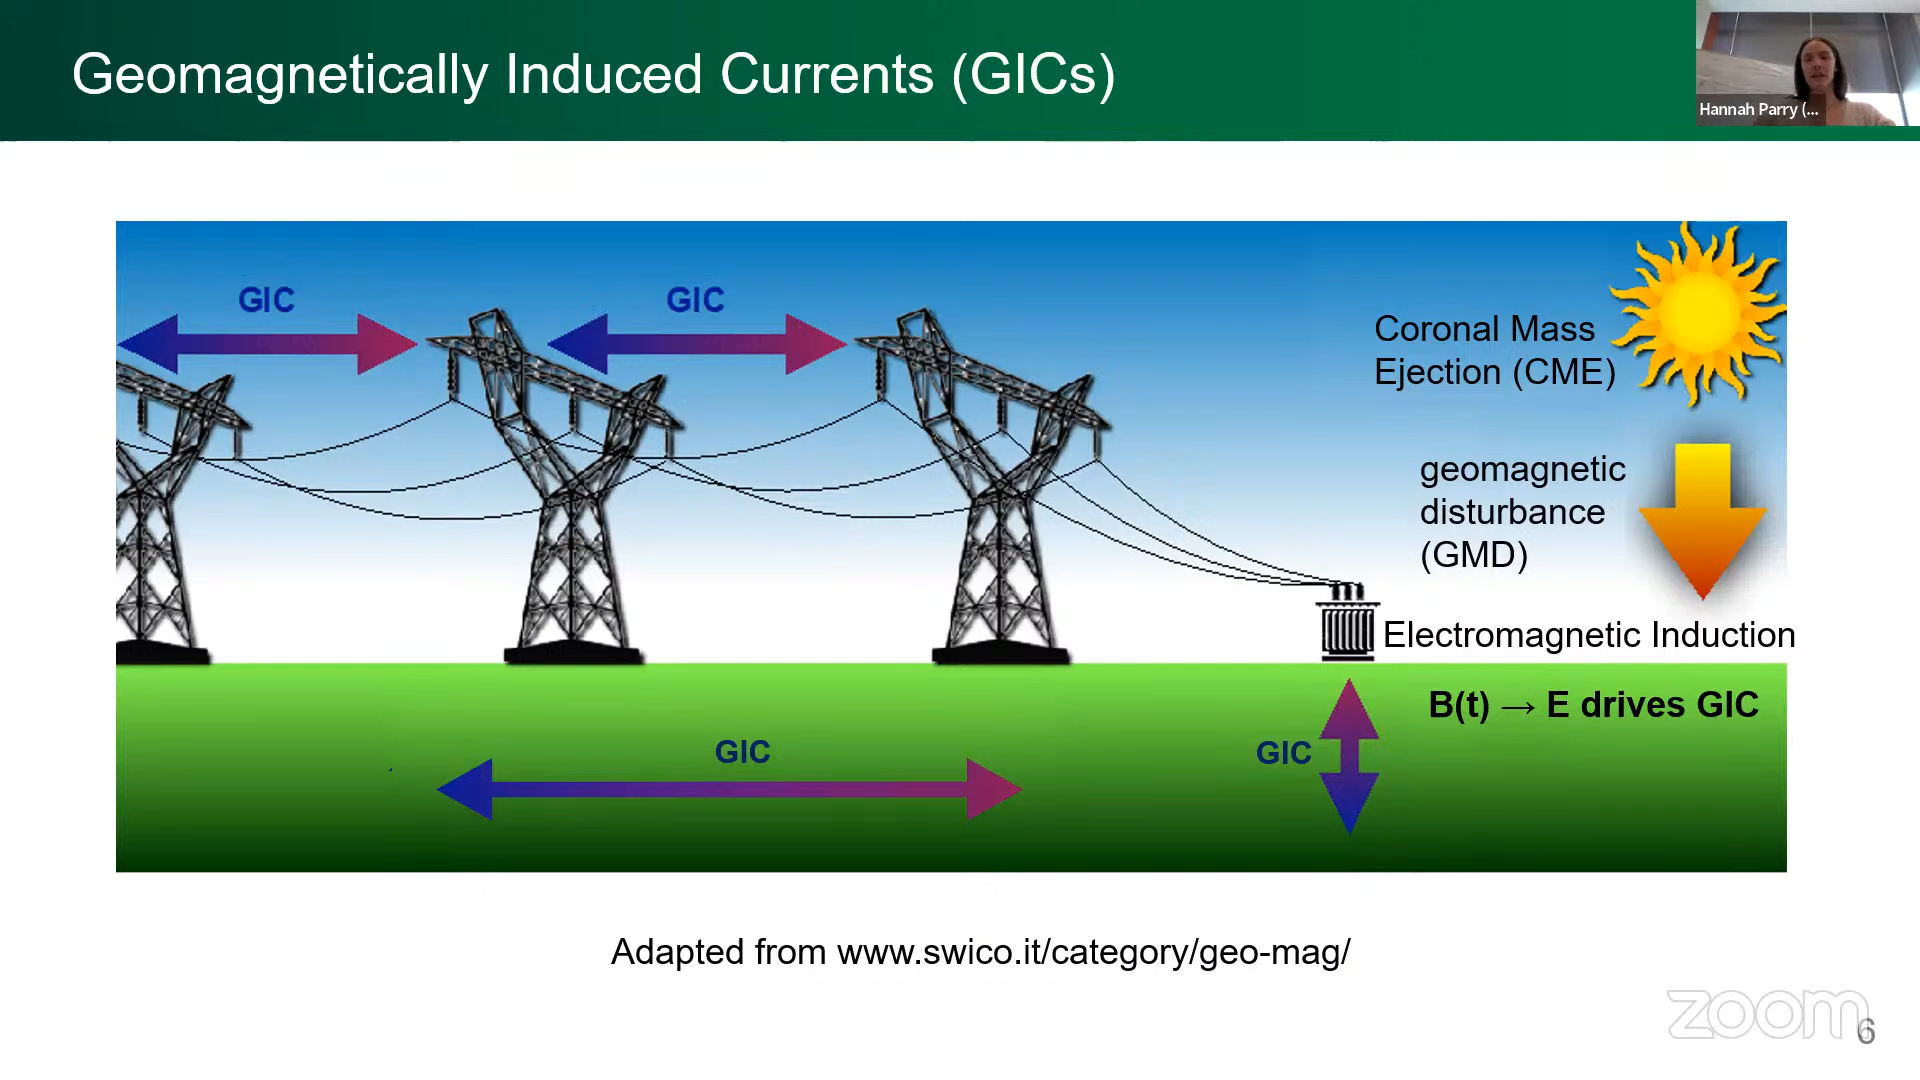 Geomagnetically Induced Currents (GICs)
Hannah Parry (...
GIC
GIC
Coronal Mass
Ejection (CME)
geomagnetic
disturbance
(GMD)
Electromagnetic Induction
B(t) → E drives GIC
GIC
GIC
Adapted from www.swico.it/category/geo-mag/
zoom
6